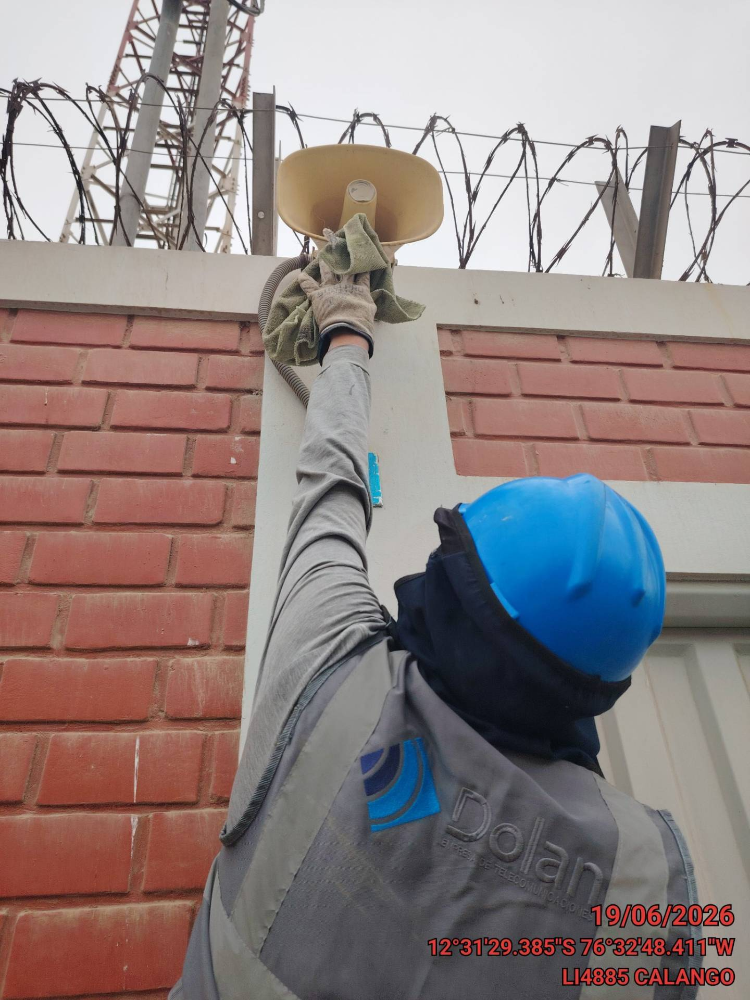 Dolan
EMPRESA DE TELECOMUNICACIONES
19/06/2026
12°31'29.385"S 76°32'48.411"W
LI4885 CALANGO